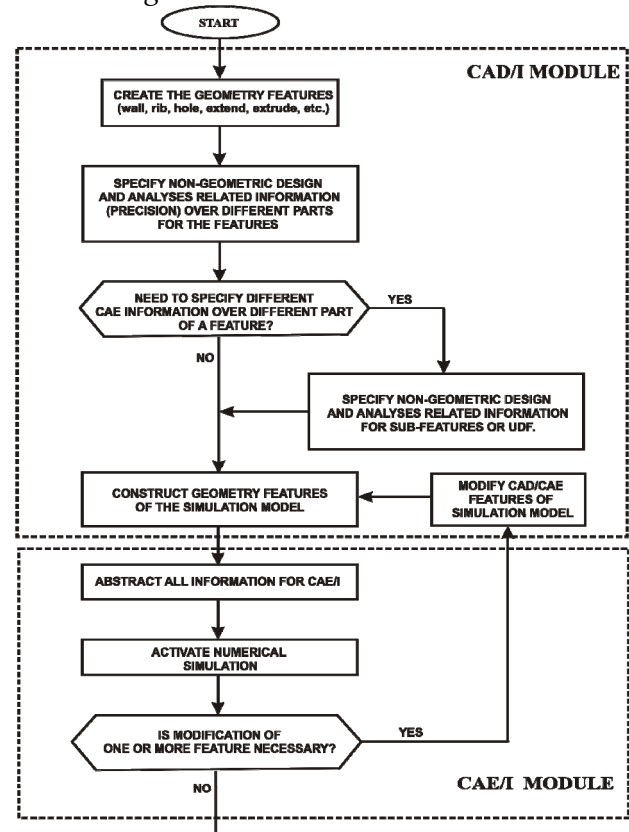 START
CAD/I MODULE
CREATE THE GEOMETRY FEATURES
(wall, rib, hole, extend, extrude, etc.)
SPECIFY NON-GEOMETRIC DESIGN
AND ANALYSES RELATED INFORMATION
(PRECISION) OVER DIFFERENT PARTS
FOR THE FEATURES
NEED TO SPECIFY DIFFERENT
CAE INFORMATION OVER DIFFERENT PART
OF A FEATURE?
YES
NO
SPECIFY NON-GEOMETRIC DESIGN
AND ANALYSES RELATED INFORMATION
FOR SUB-FEATURES OR UDF.
CONSTRUCT GEOMETRY FEATURES
OF THE SIMULATION MODEL
MODIFY CAD/CAE
FEATURES OF
SIMULATION MODEL
ABSTRACT ALL INFORMATION FOR CAE/I
ACTIVATE NUMERICAL
SIMULATION
IS MODIFICATION OF
ONE OR MORE FEATURE NECESSARY?
YES
NO
CAE/I MODULE